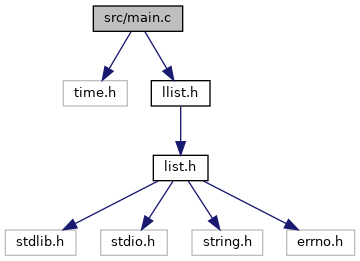 src/main.c
time.h
llist.h
list.h
stdlib.h
stdio.h
string.h
errno.h